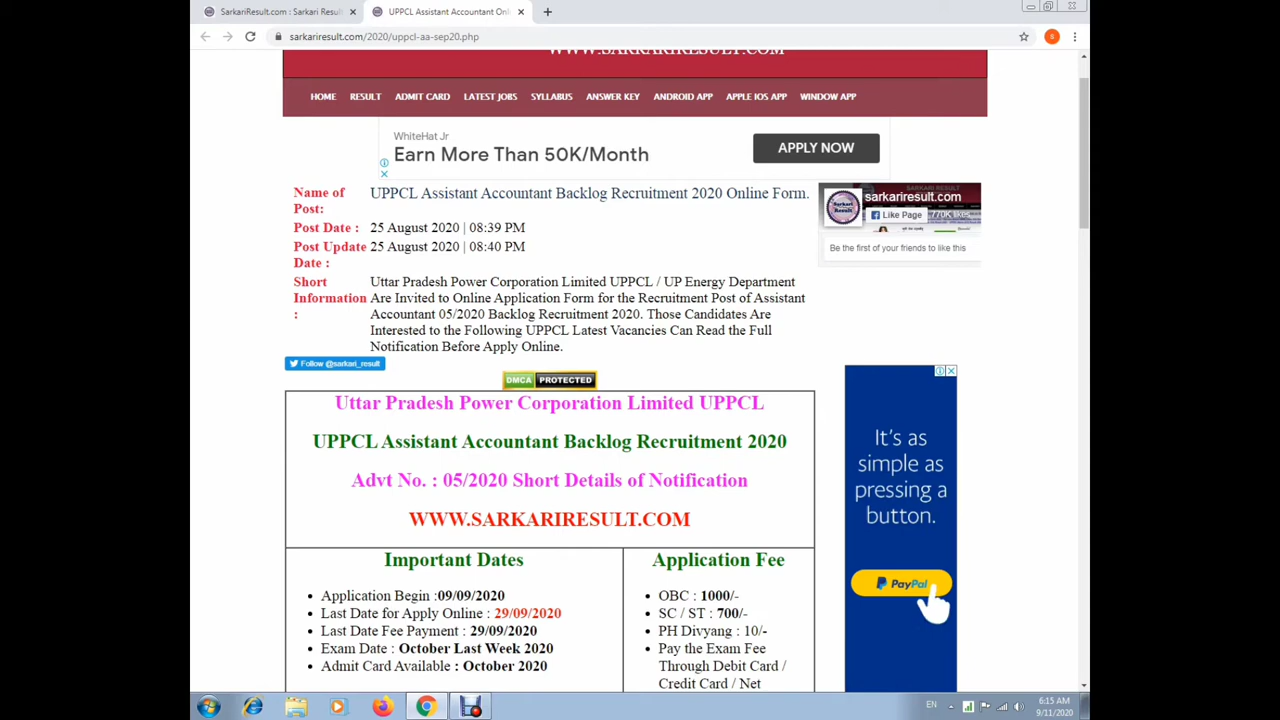 SarkariResult.com : Sarkari Resul
UPPCL Assistant Accountant Onl
sarkariresult.com/2020/uppcl-aa-sep20.php
WWW.SARKARIRESULT.COM
HOME RESULT ADMIT CARD LATEST JOBS SYLLABUS ANSWER KEY ANDROID APP APPLE IOS APP WINDOW APP
WhiteHat Jr
Earn More Than 50K/Month
APPLY NOW
Name of Post: UPPCL Assistant Accountant Backlog Recruitment 2020 Online Form.
Post Date : 25 August 2020 | 08:39 PM
Post Update Date : 25 August 2020 | 08:40 PM
Short Information : Uttar Pradesh Power Corporation Limited UPPCL / UP Energy Department
Are Invited to Online Application Form for the Recruitment Post of Assistant
Accountant 05/2020 Backlog Recruitment 2020. Those Candidates Are
Interested to the Following UPPCL Latest Vacancies Can Read the Full
Notification Before Apply Online.
Sarkari Result
sarkariresult.com
Like Page 770K likes
Be the first of your friends to like this
Follow @sarkari_result
DMCA PROTECTED
Uttar Pradesh Power Corporation Limited UPPCL
UPPCL Assistant Accountant Backlog Recruitment 2020
Advt No. : 05/2020 Short Details of Notification
WWW.SARKARIRESULT.COM
Important Dates
Application Begin :09/09/2020
Last Date for Apply Online : 29/09/2020
Last Date Fee Payment : 29/09/2020
Exam Date : October Last Week 2020
Admit Card Available : October 2020
Application Fee
OBC : 1000/-
SC / ST : 700/-
PH Divyang : 10/-
Pay the Exam Fee
Through Debit Card /
Credit Card / Net
It's as
simple as
pressing a
button.
PayPal
EN
6:15 AM
9/11/2020